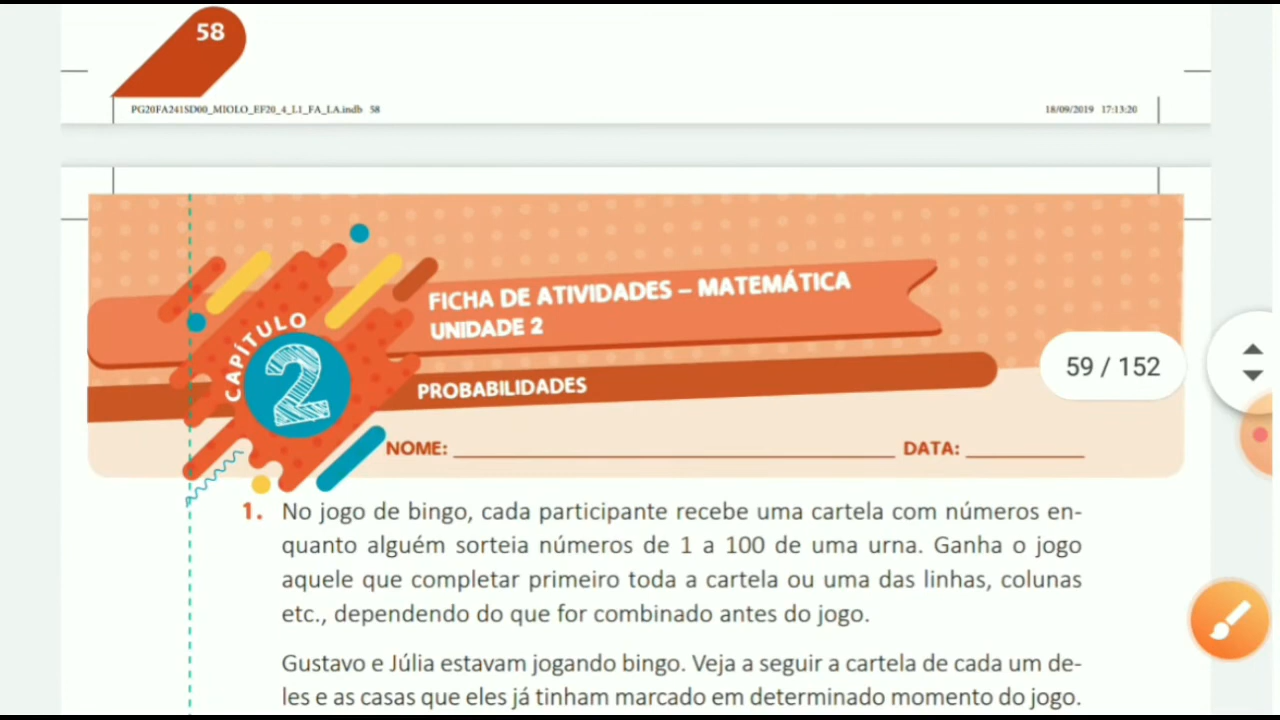 58
PG20FA241SD00_MIOLO_EF20_4_L1_FA_LA.indb 58
18/09/2019 17:13:20
FICHA DE ATIVIDADES – MATEMÁTICA
UNIDADE 2
CAPÍTULO
2
PROBABILIDADES
59 / 152
NOME: DATA:
1. No jogo de bingo, cada participante recebe uma cartela com números en-
quanto alguém sorteia números de 1 a 100 de uma urna. Ganha o jogo
aquele que completar primeiro toda a cartela ou uma das linhas, colunas
etc., dependendo do que for combinado antes do jogo.
Gustavo e Júlia estavam jogando bingo. Veja a seguir a cartela de cada um de-
les e as casas que eles já tinham marcado em determinado momento do jogo.